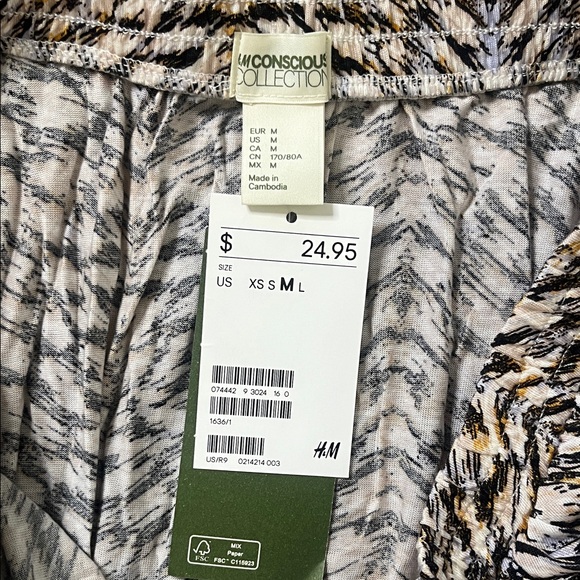 H&M CONSCIOUS
COLLECTION
EUR M
US M
CA M
CN 170/80A
MX M
Made in
Cambodia
$ 24.95
SIZE
US XS S M L
074442 9 3024 16 0
1636/1
H&M
US/R9 0214214 003
FSC
MIX
Paper
FSC™ C115923